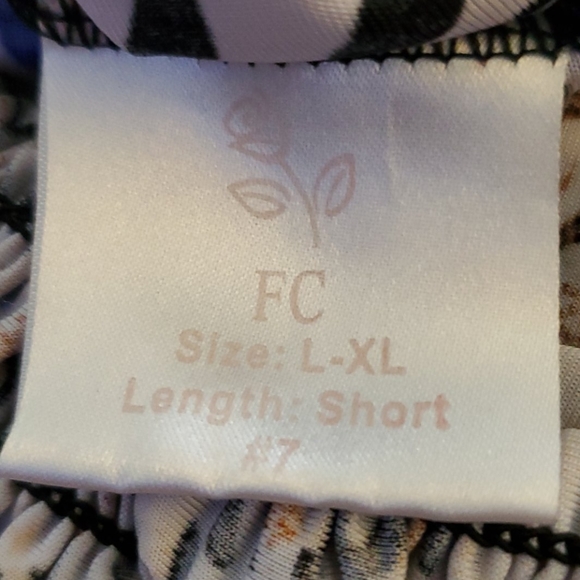 FC
Size: L-XL
Length: Short
#7